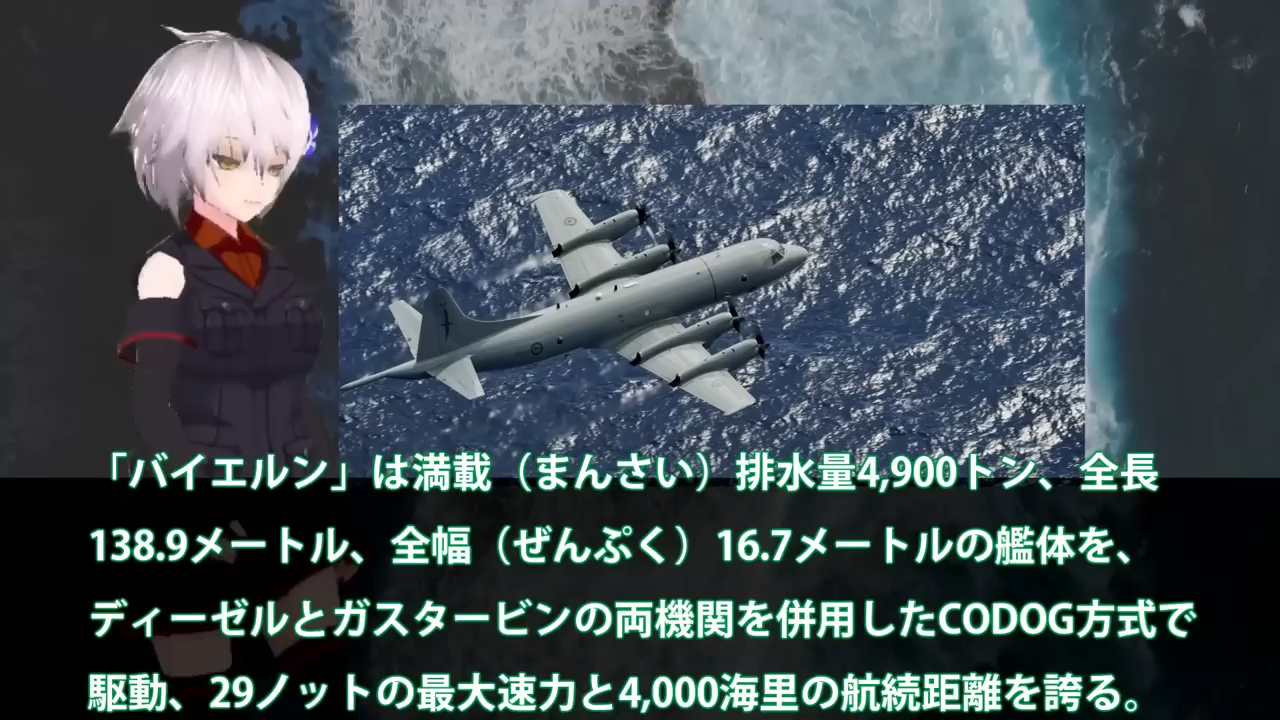 「バイエルン」は満載（まんさい）排水量4,900トン、全長
138.9メートル、全幅（ぜんぷく）16.7メートルの艦体を、
ディーゼルとガスタービンの両機関を併用したCODOG方式で
駆動、29ノットの最大速力と4,000海里の航続距離を誇る。